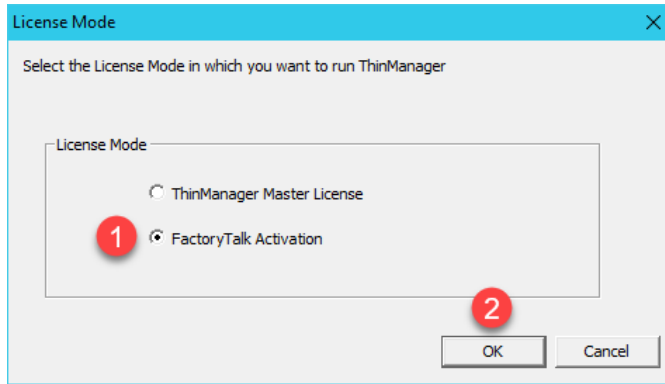 License Mode
Select the License Mode in which you want to run ThinManager
License Mode
ThinManager Master License
1 FactoryTalk Activation
2
OK Cancel